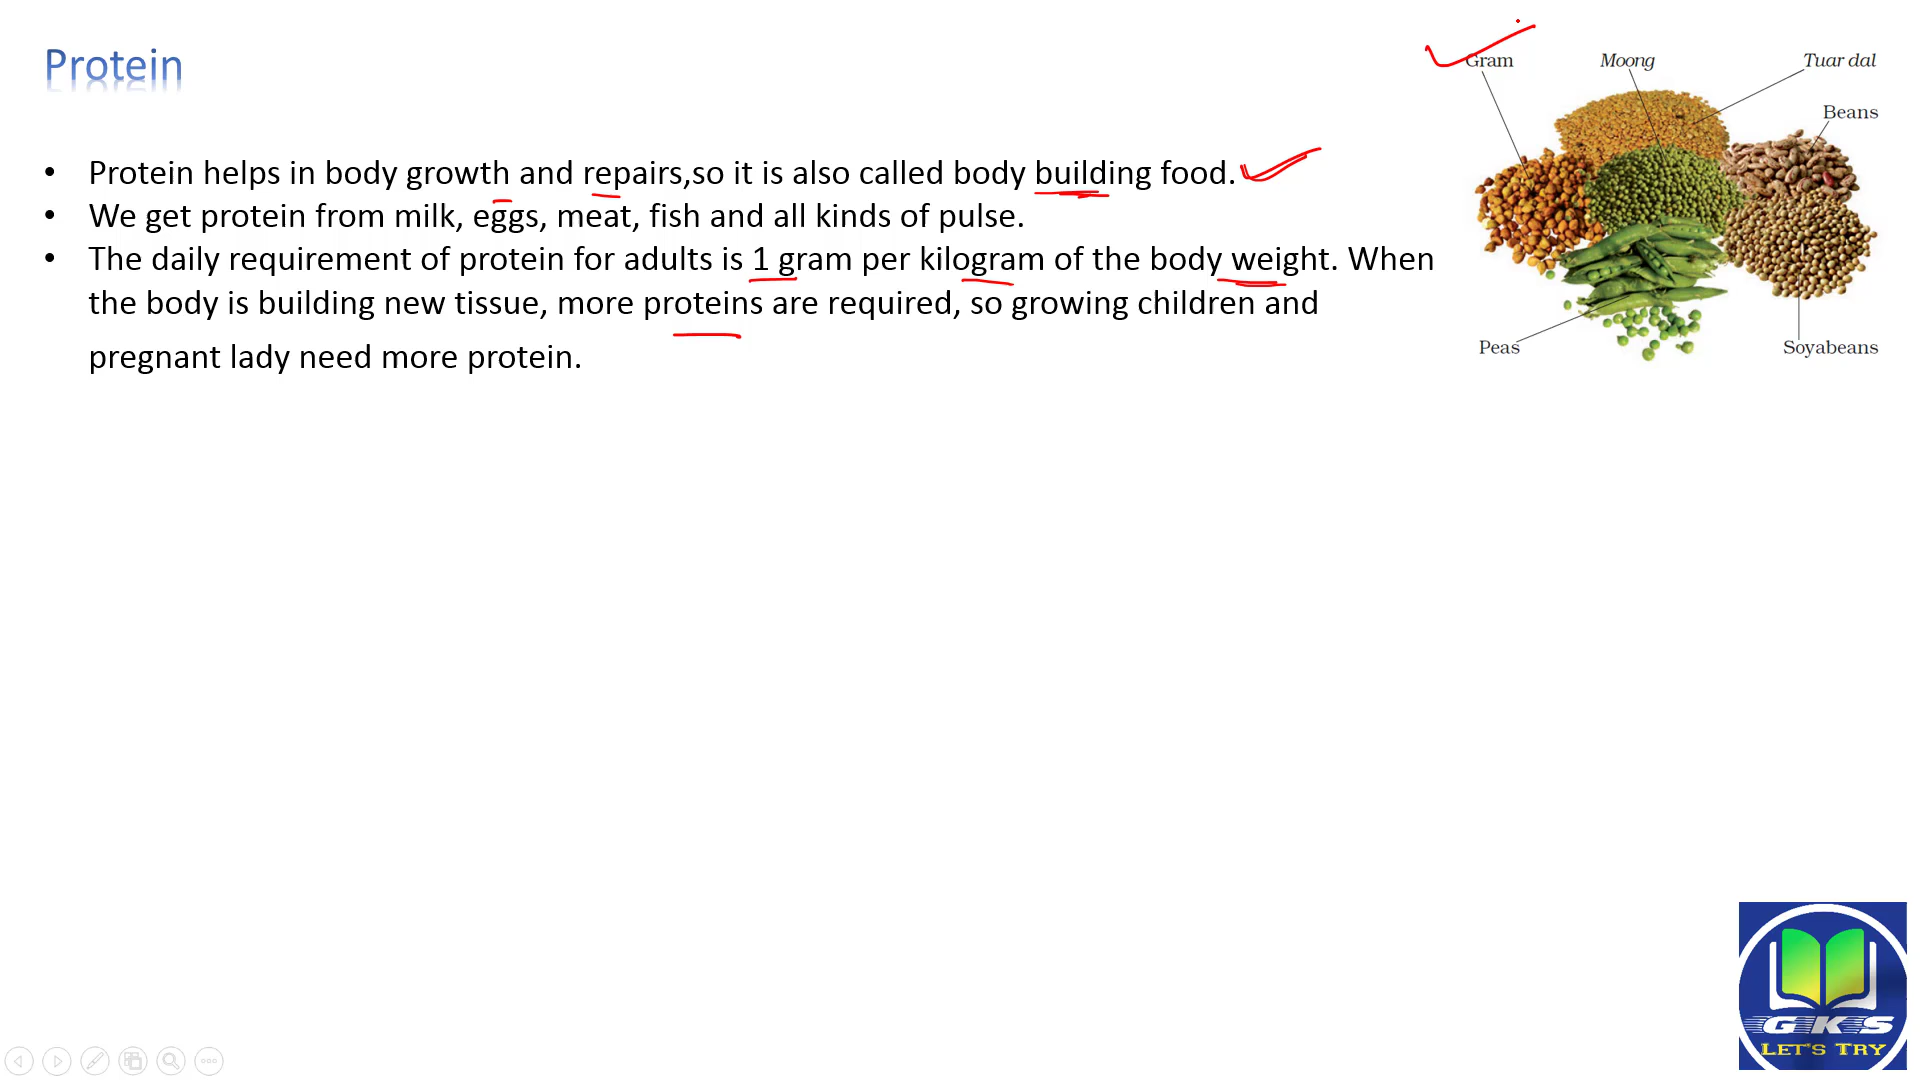 Protein
Gram
Moong
Tuar dal
Beans
• Protein helps in body growth and repairs,so it is also called body building food.
• We get protein from milk, eggs, meat, fish and all kinds of pulse.
• The daily requirement of protein for adults is 1 gram per kilogram of the body weight. When
the body is building new tissue, more proteins are required, so growing children and
pregnant lady need more protein.
Peas
Soyabeans
GKS
LET'S TRY